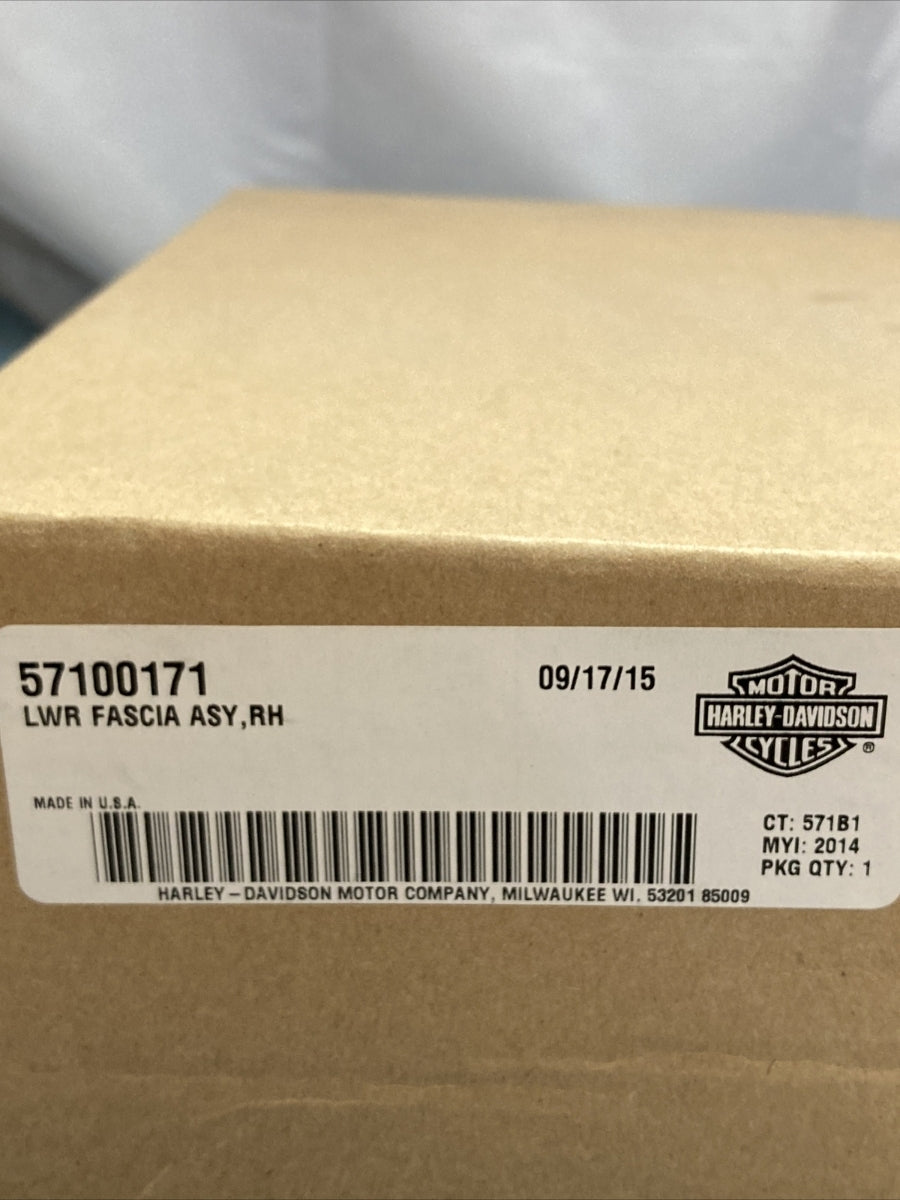 57100171
LWR FASCIA ASY,RH
09/17/15
MOTOR
HARLEY-DAVIDSON
CYCLES
®
MADE IN U.S.A.
CT: 571B1
MYI: 2014
PKG QTY: 1
HARLEY-DAVIDSON MOTOR COMPANY, MILWAUKEE WI. 53201 85009